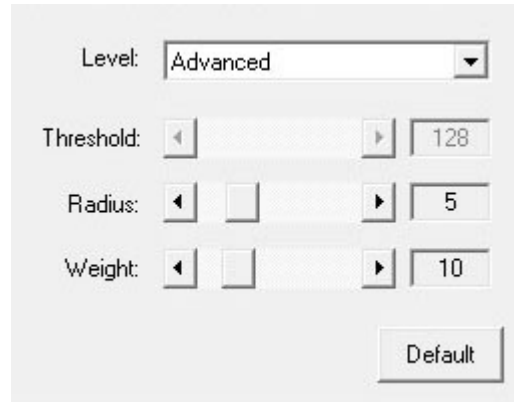 Level: Advanced
Threshold: 128
Radius: 5
Weight: 10
Default